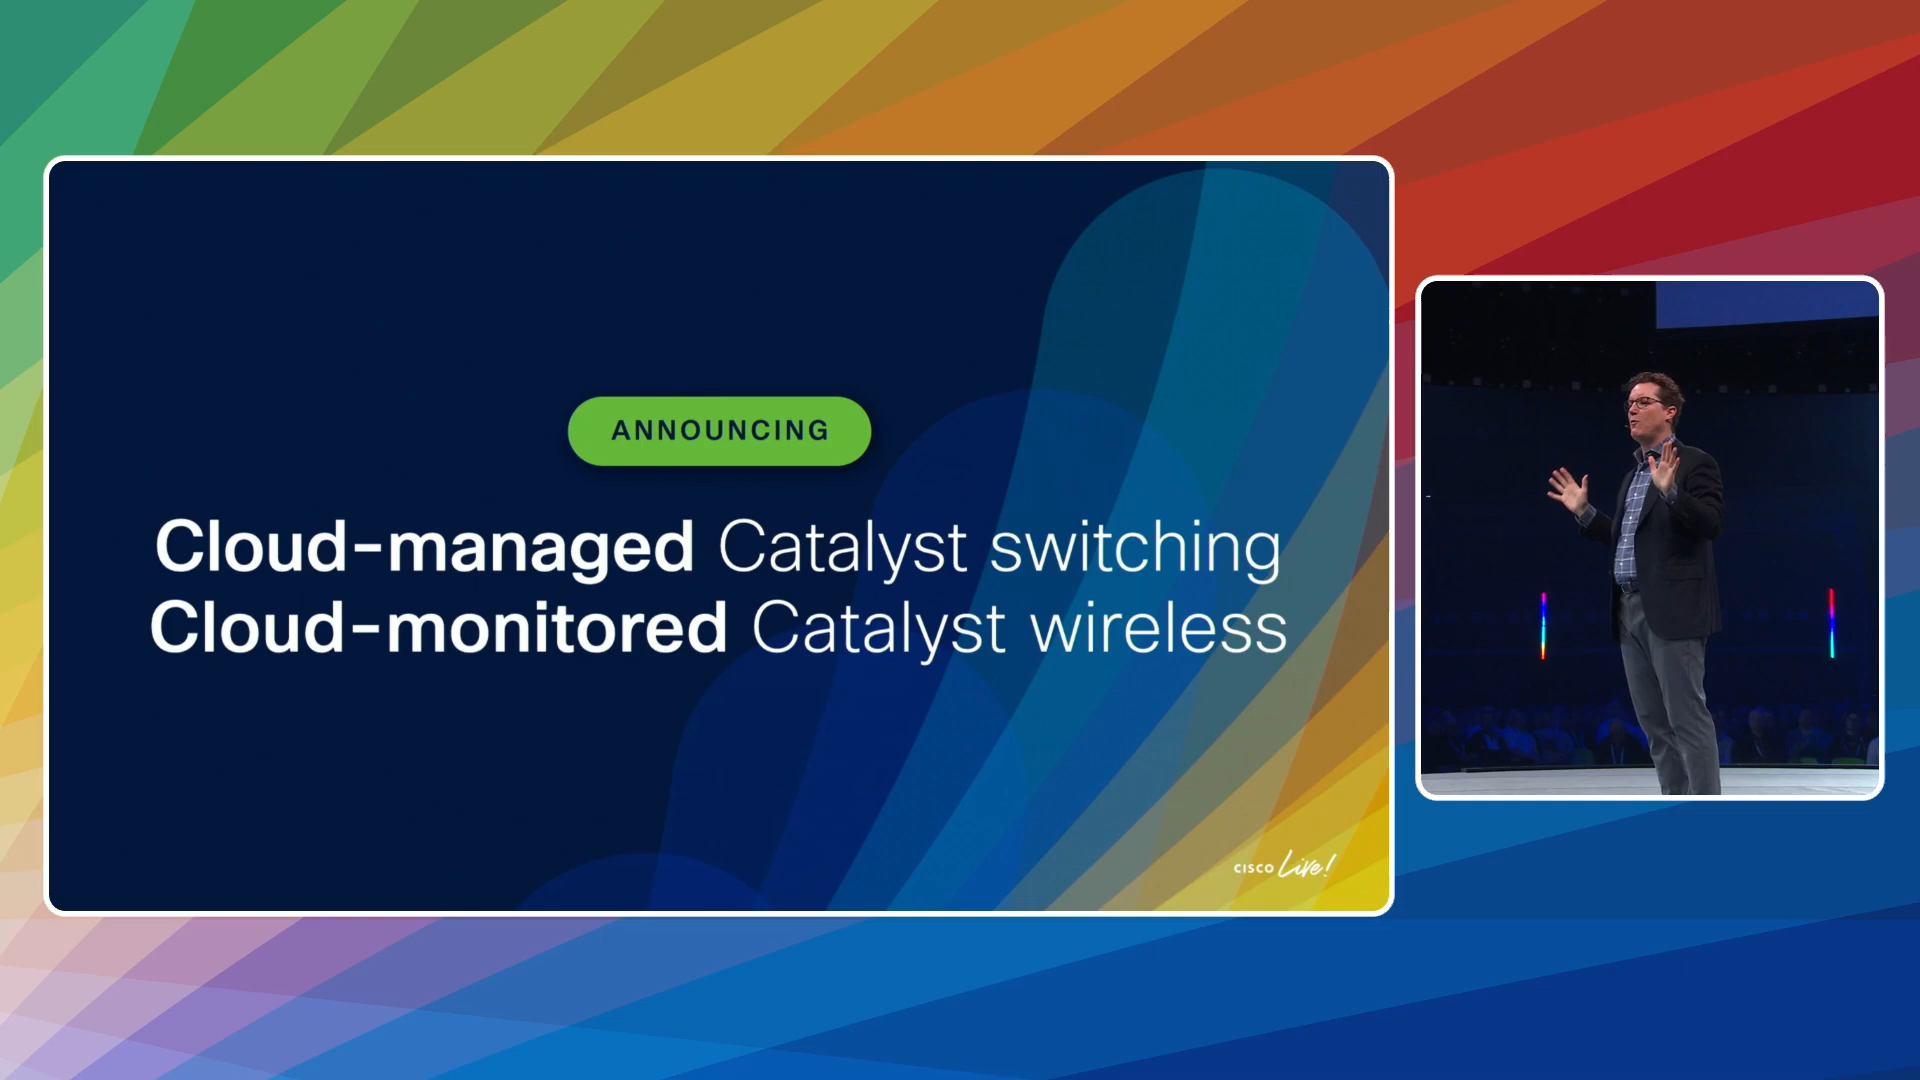 ANNOUNCING
Cloud-managed Catalyst switching
Cloud-monitored Catalyst wireless
CISCO Live!